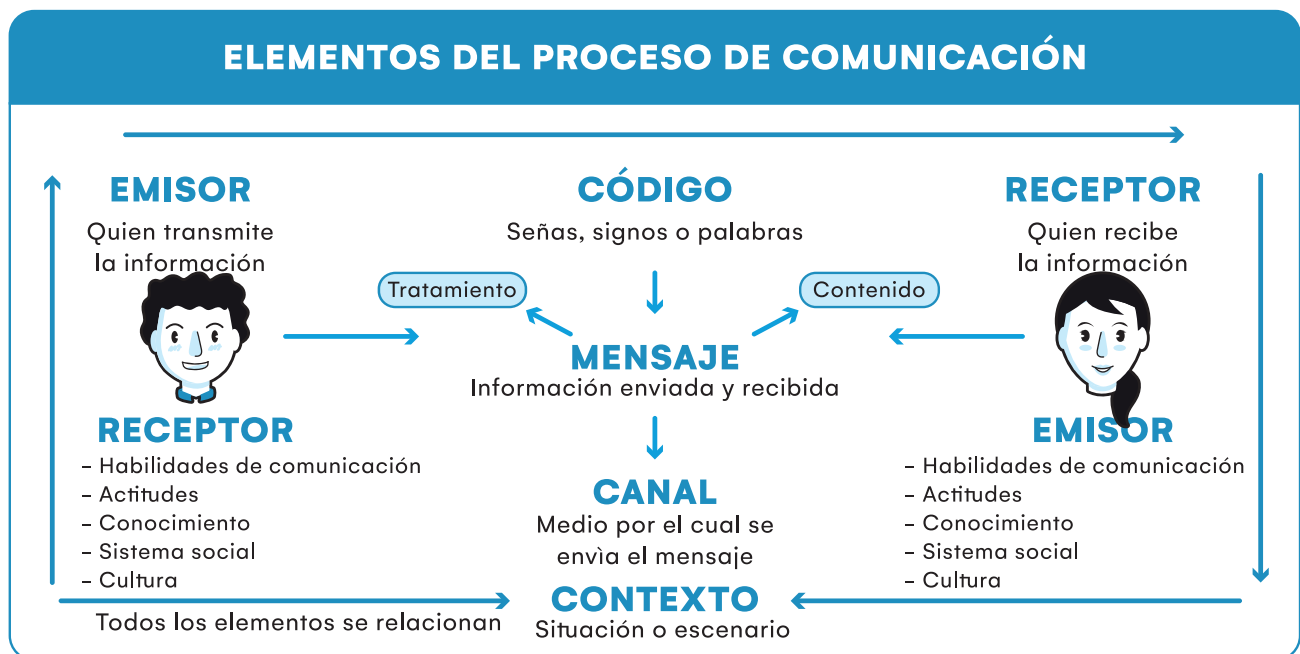 ELEMENTOS DEL PROCESO DE COMUNICACIÓN
EMISOR
Quien transmite
la información
CÓDIGO
Señas, signos o palabras
RECEPTOR
Quien recibe
la información
Tratamiento
Contenido
MENSAJE
Información enviada y recibida
RECEPTOR
- Habilidades de comunicación
- Actitudes
- Conocimiento
- Sistema social
- Cultura
CANAL
Medio por el cual se
envìa el mensaje
EMISOR
- Habilidades de comunicación
- Actitudes
- Conocimiento
- Sistema social
- Cultura
CONTEXTO
Situación o escenario
Todos los elementos se relacionan